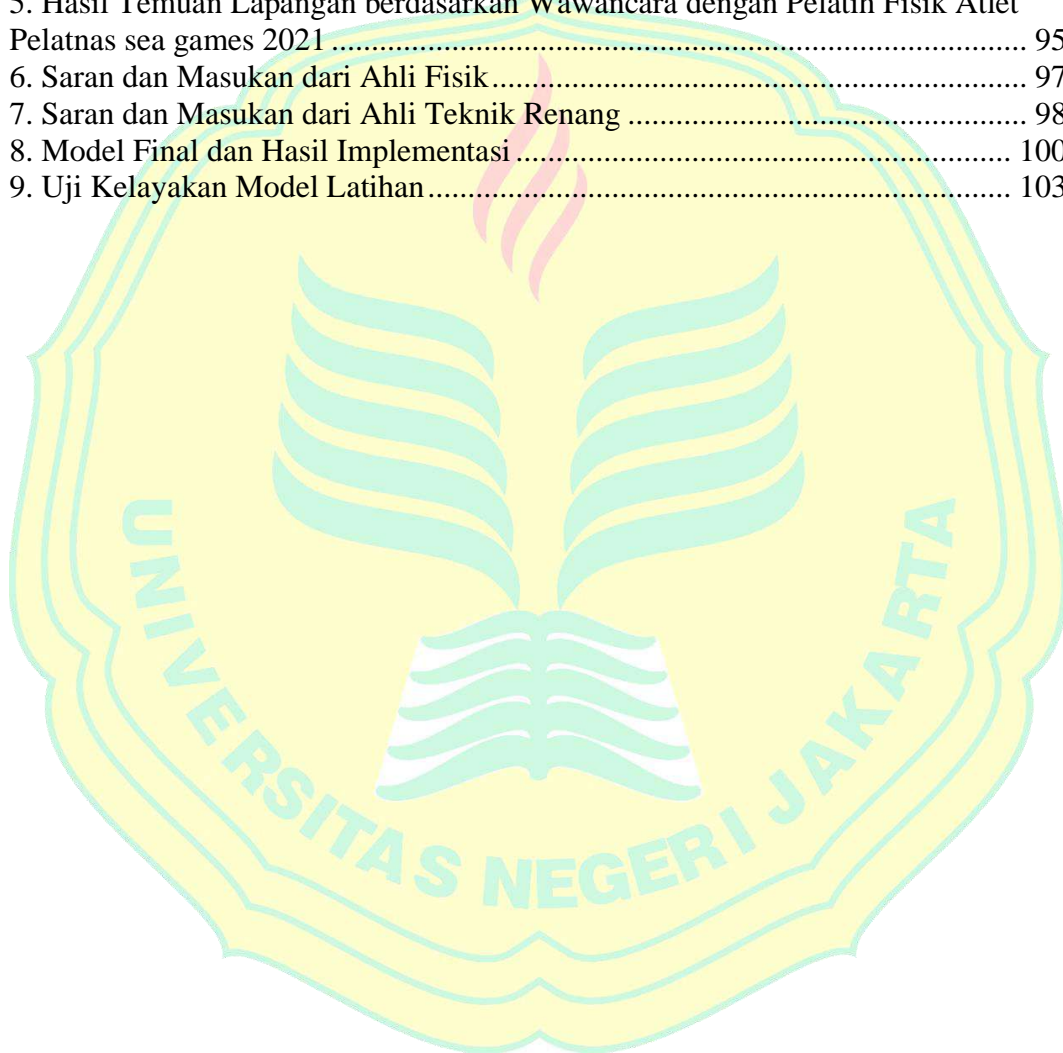 5. Hasil Temuan Lapangan berdasarkan Wawancara dengan Pelatih Fisik Atlet
Pelatnas sea games 2021 ........................................................................................ 95
6. Saran dan Masukan dari Ahli Fisik .................................................................... 97
7. Saran dan Masukan dari Ahli Teknik Renang .................................................. 98
8. Model Final dan Hasil Implementasi ............................................................... 100
9. Uji Kelayakan Model Latihan .......................................................................... 103
UNIVERSITAS NEGERI JAKARTA